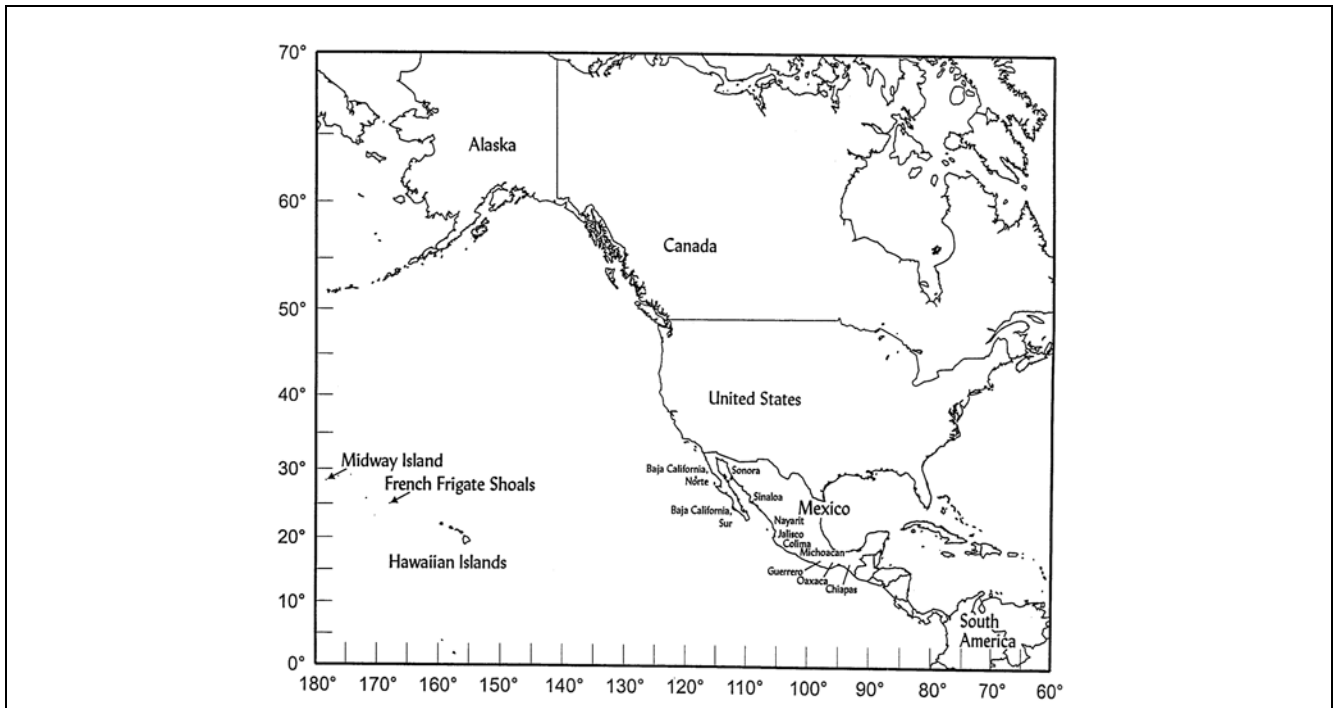 70°
Alaska
60°
Canada
50°
40°
United States
30°
Midway Island
French Frigate Shoals
Baja California,
Norte
Sonora
Baja California,
Sur
Sinaloa
Mexico
Nayarit
Jalisco
Colima
Michoacan
20°
Hawaiian Islands
Guerrero
Oaxaca
Chiapas
10°
South
America
0°
180° 170° 160° 150° 140° 130° 120° 110° 100° 90° 80° 70° 60°